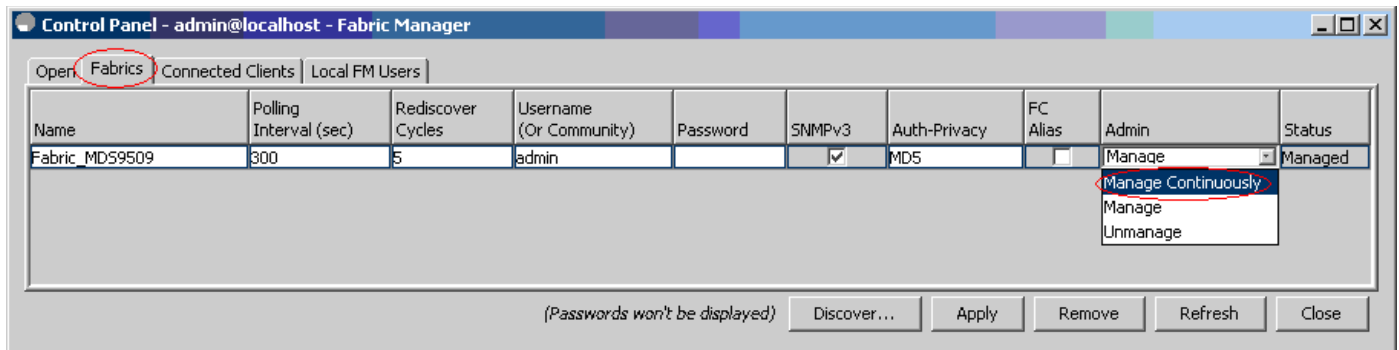 Control Panel - admin@localhost - Fabric Manager
Open Fabrics Connected Clients Local FM Users
Name Polling Interval (sec) Rediscover Cycles Username (Or Community) Password SNMPv3 Auth-Privacy FC Alias Admin Status
Fabric_MDS9509 300 5 admin MD5 Manage Managed
Manage Continuously
Manage
Unmanage
(Passwords won't be displayed) Discover... Apply Remove Refresh Close